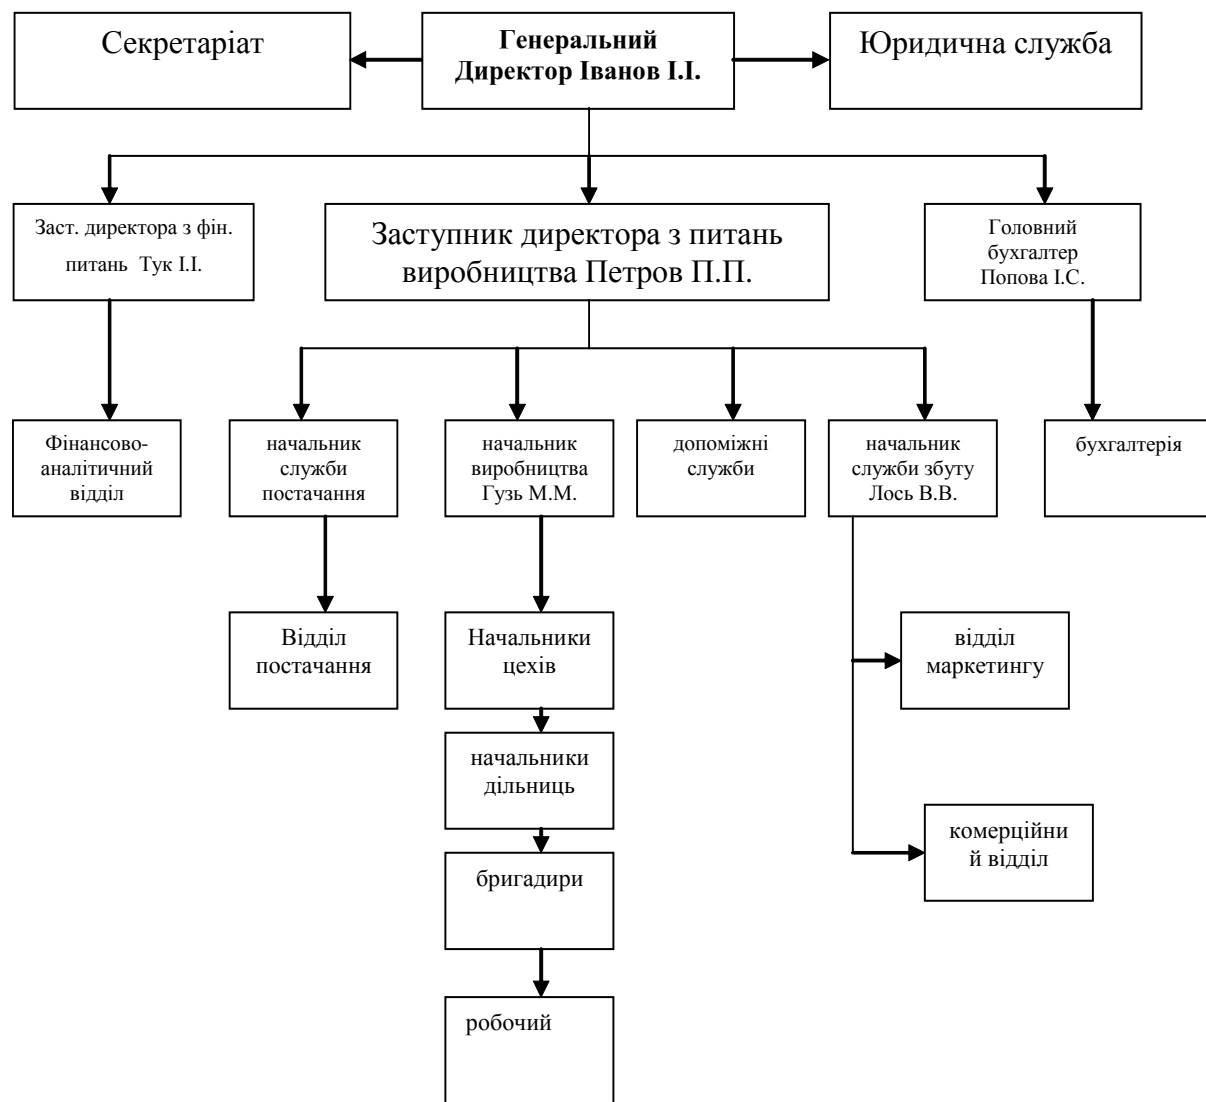 Секретаріат
Генеральний
Директор Іванов І.І.
Юридична служба
Заст. директора з фін.
питань Тук І.І.
Заступник директора з питань
виробництва Петров П.П.
Головний
бухгалтер
Попова І.С.
Фінансово-
аналітичний
відділ
начальник
служби
постачання
начальник
виробництва
Гузь М.М.
допоміжні
служби
начальник
служби збуту
Лось В.В.
бухгалтерія
Відділ
постачання
Начальники
цехів
відділ
маркетингу
начальники
дільниць
комерційни
й відділ
бригадири
робочий